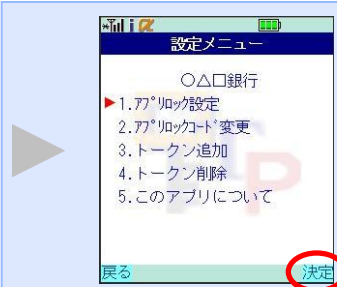 設定メニュー
○△□銀行
1.ｱﾌﾟﾘﾛｯｸ設定
2.ｱﾌﾟﾘﾛｯｸｺｰﾄﾞ変更
3.トークン追加
4.トークン削除
5.このアプリについて
戻る 決定